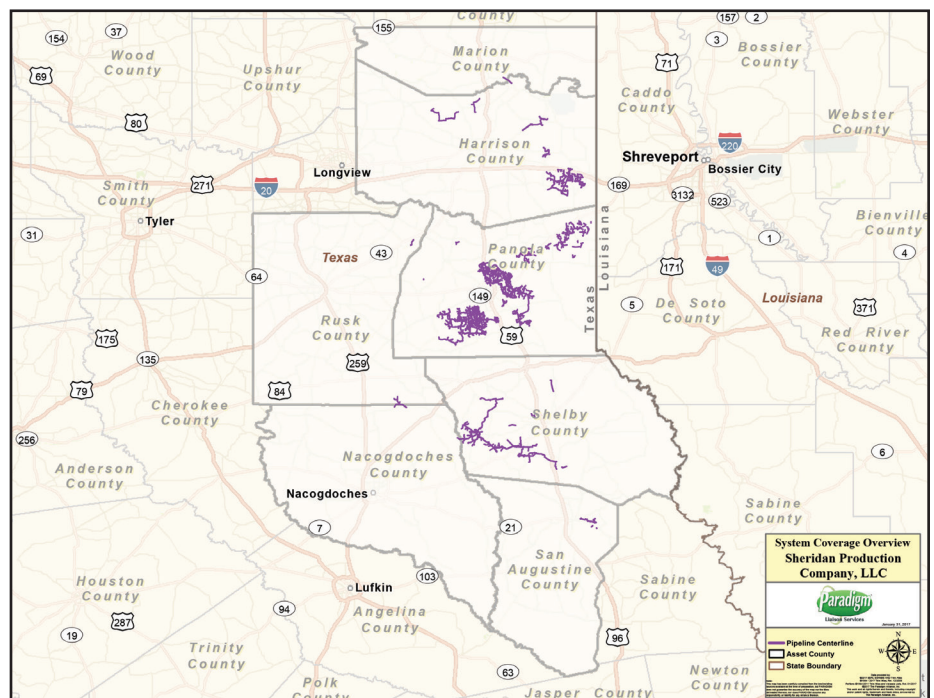 County
155
157
2
154
37
3
Wood
County
Marion
County
Bossier
County
69
Upshur
County
71
Caddo
County
80
Webster
County
Harrison
County
220
Shreveport
Bossier City
Longview
Smith
County
271
20
169
3132
523
Tyler
Bienville
County
31
1
4
43
Texas
Panola
County
Louisiana
64
171
49
149
Texas
5
De Soto
County
Louisiana
371
Rusk
County
59
Red River
County
175
135
259
79
84
Cherokee
County
Shelby
County
256
6
Anderson
County
Nacogdoches
County
Nacogdoches
Sabine
County
7
21
System Coverage Overview
Sheridan Production
Company, LLC
San
Augustine
County
Houston
County
Lufkin
103
Sabine
County
Paradigm
Liaison Services
January 31, 2017
94
Angelina
County
287
19
96
Trinity
County
Pipeline Centerline
Asset County
State Boundary
N
W
E
S
63
Polk
County
Jasper County
Newton
County